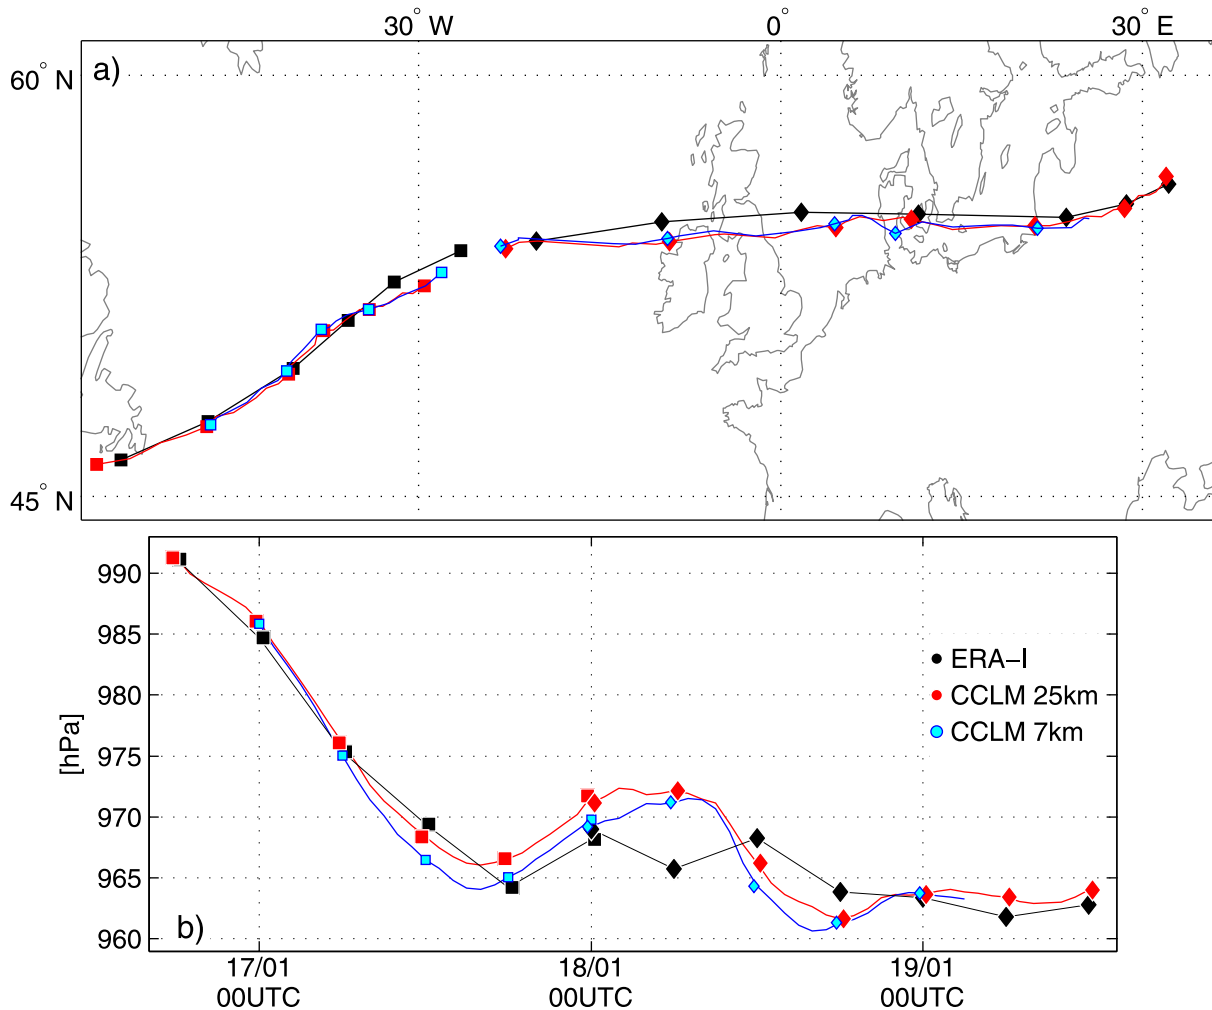 30° W 0° 30° E
a)
60° N
45° N
990
985
980
975
970
965
960
[hPa]
ERA–I
CCLM 25km
CCLM 7km
b)
17/01 18/01 19/01
00UTC 00UTC 00UTC